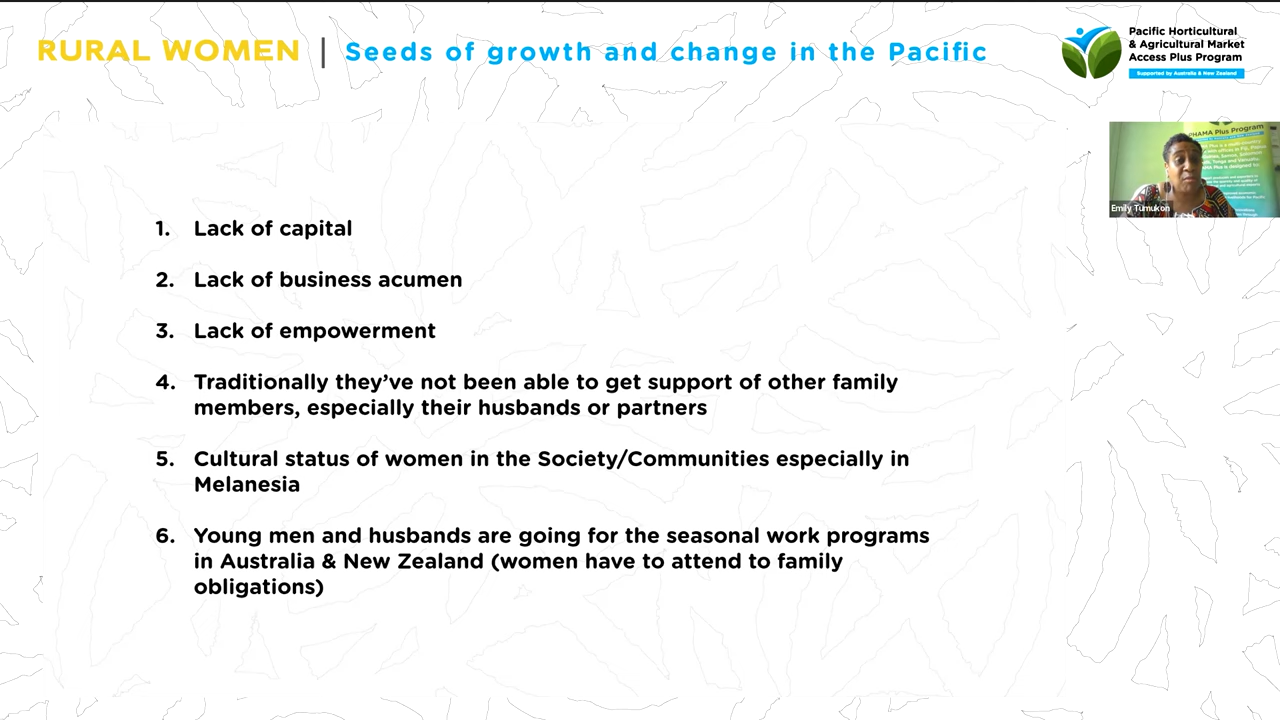 RURAL WOMEN | Seeds of growth and change in the Pacific
Pacific Horticultural
& Agricultural Market
Access Plus Program
Supported by Australia & New Zealand
PHAMA Plus Program
Emily Tumukon
1. Lack of capital
2. Lack of business acumen
3. Lack of empowerment
4. Traditionally they’ve not been able to get support of other family
members, especially their husbands or partners
5. Cultural status of women in the Society/Communities especially in
Melanesia
6. Young men and husbands are going for the seasonal work programs
in Australia & New Zealand (women have to attend to family
obligations)